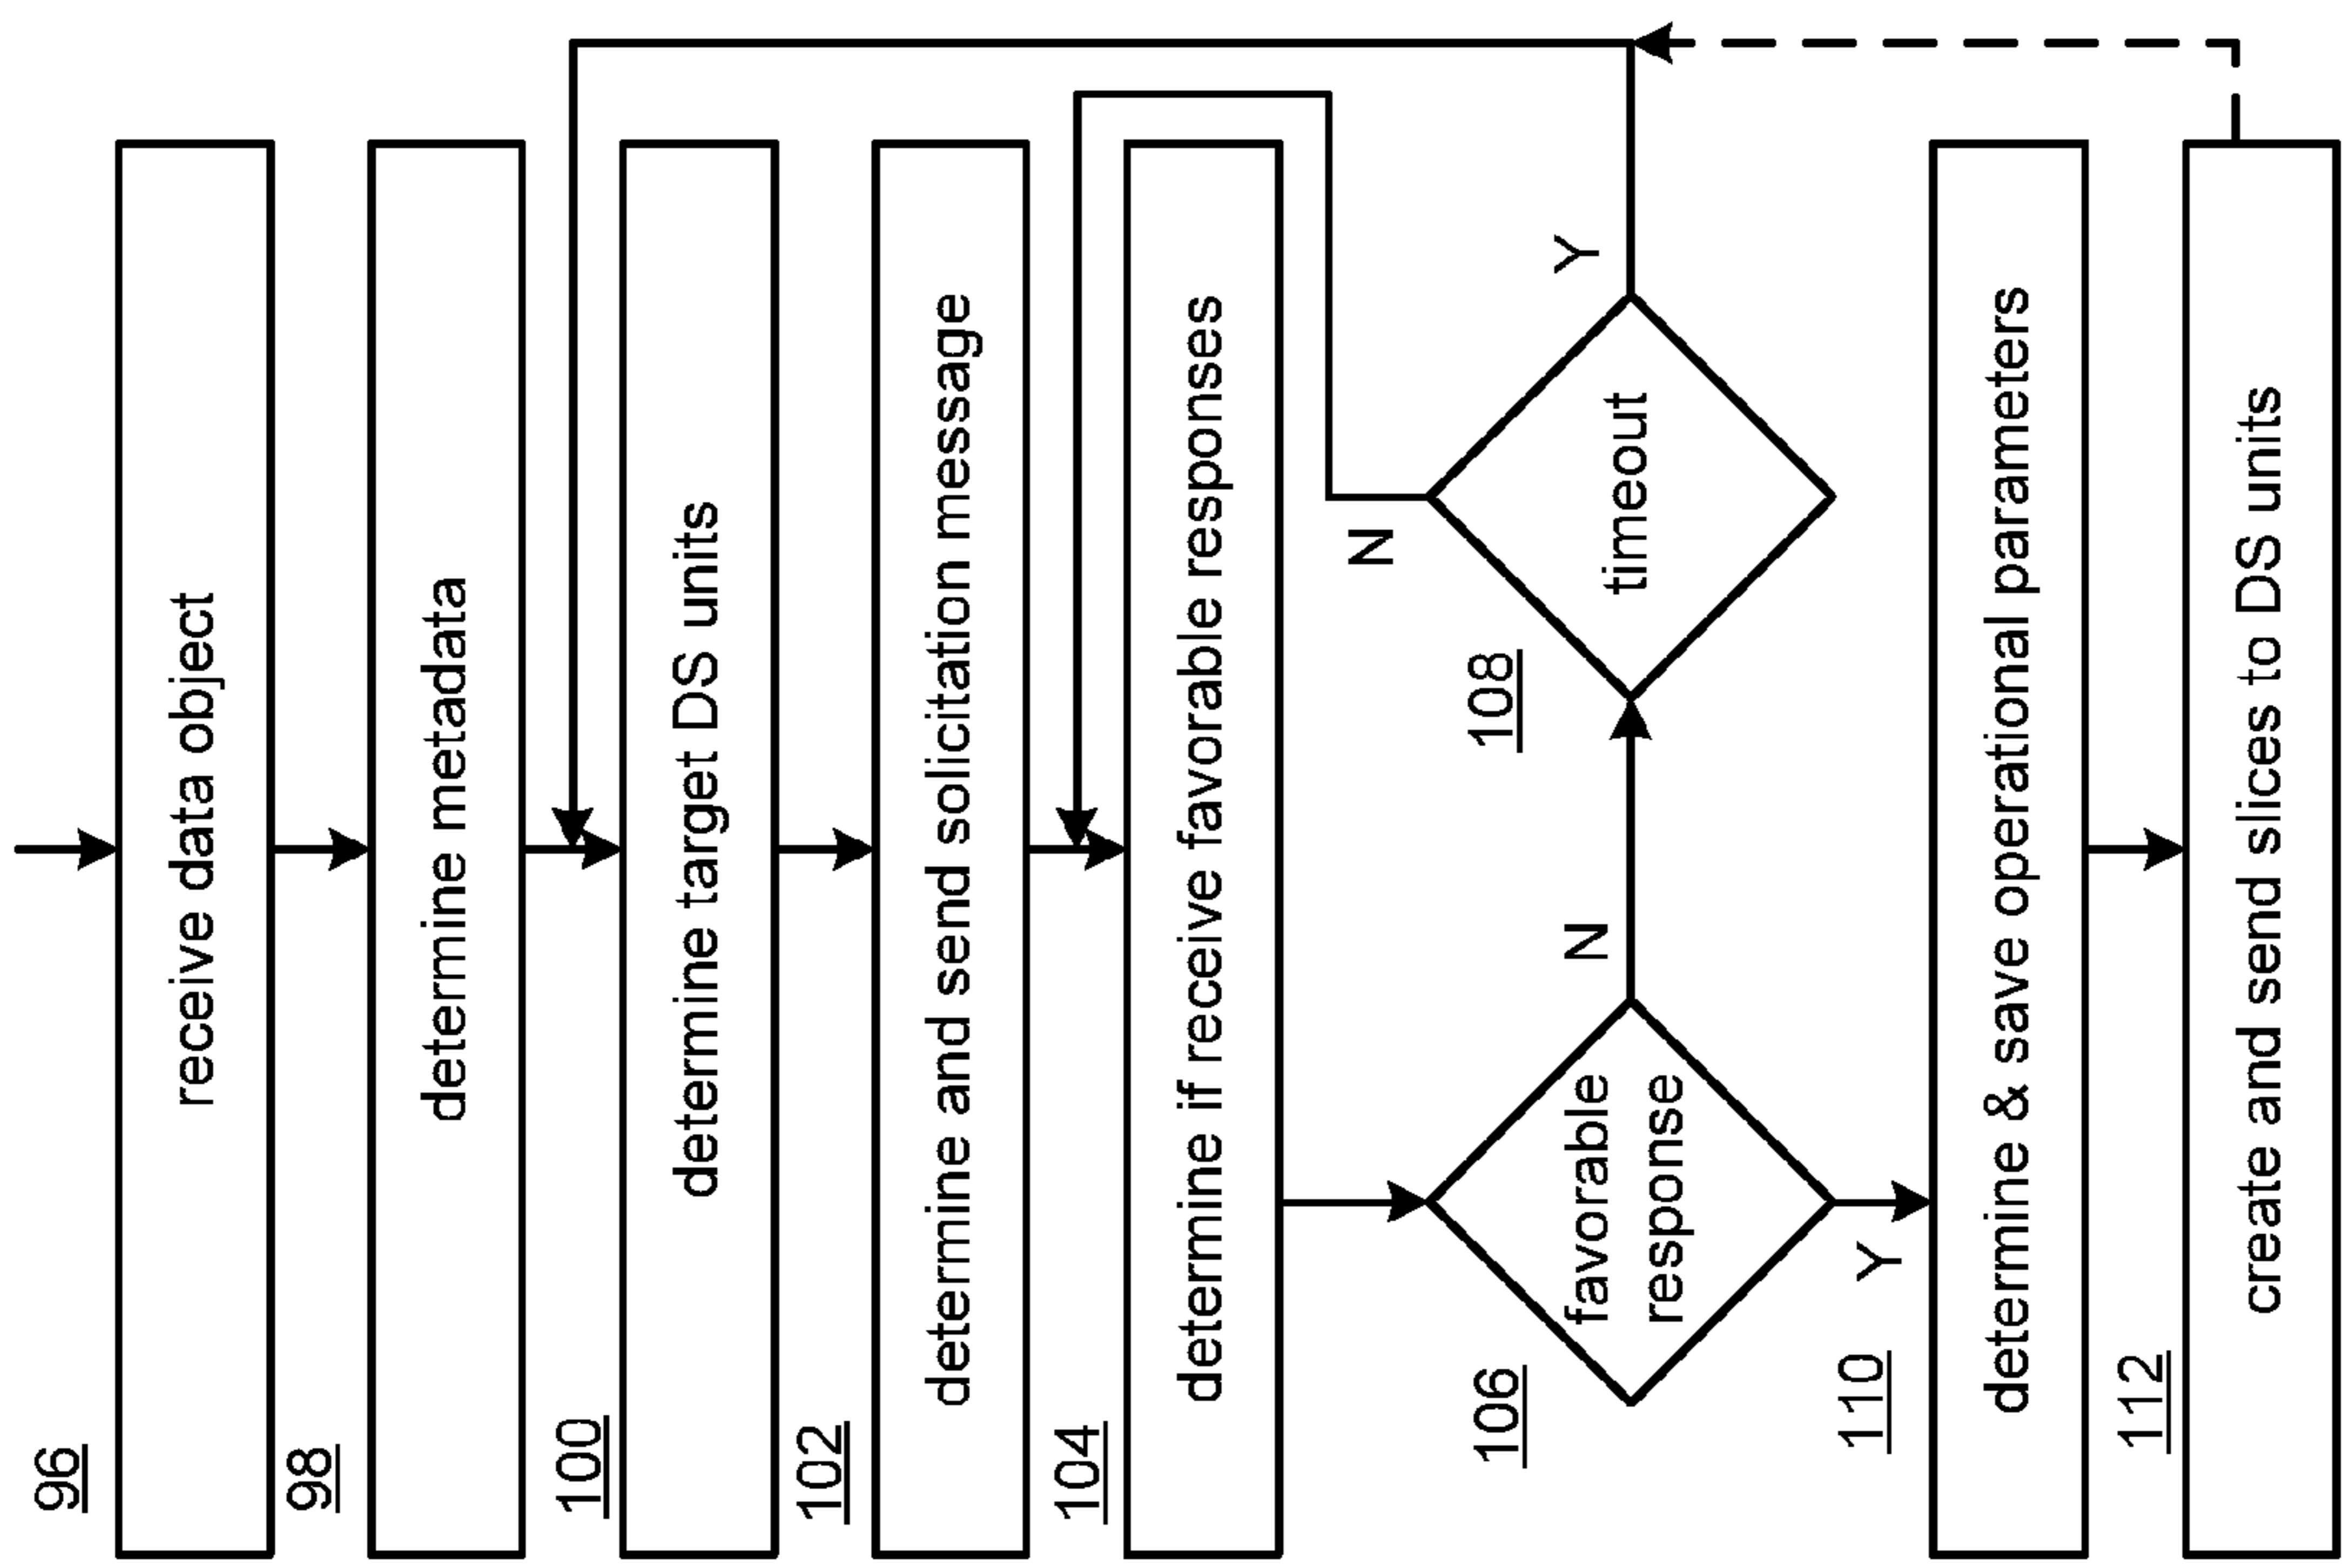 96
receive data object
98
determine metadata
100
determine target DS units
102
determine and send solicitation message
104
determine if receive favorable responses
106
favorable
response
N
108
timeout
N
Y
Y
110
determine & save operational parameters
112
create and send slices to DS units